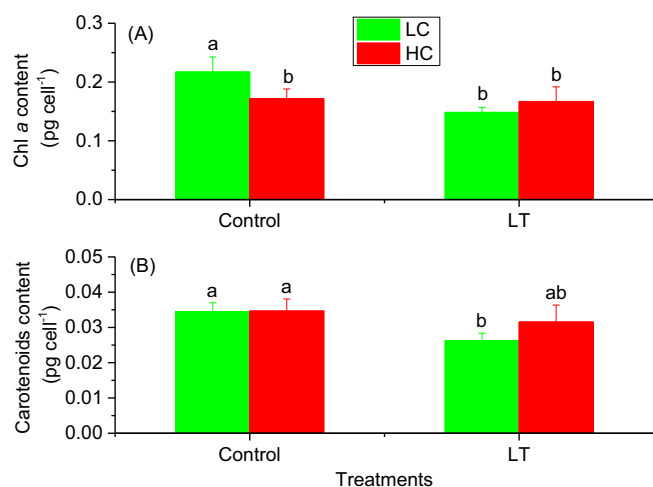 (A)
LC
HC
Chl a content
(pg cell⁻¹)
0.3
0.2
0.1
0.0
a
b
b
b
Control
LT
(B)
Carotenoids content
(pg cell⁻¹)
0.05
0.04
0.03
0.02
0.01
0.00
a
a
b
ab
Control
LT
Treatments